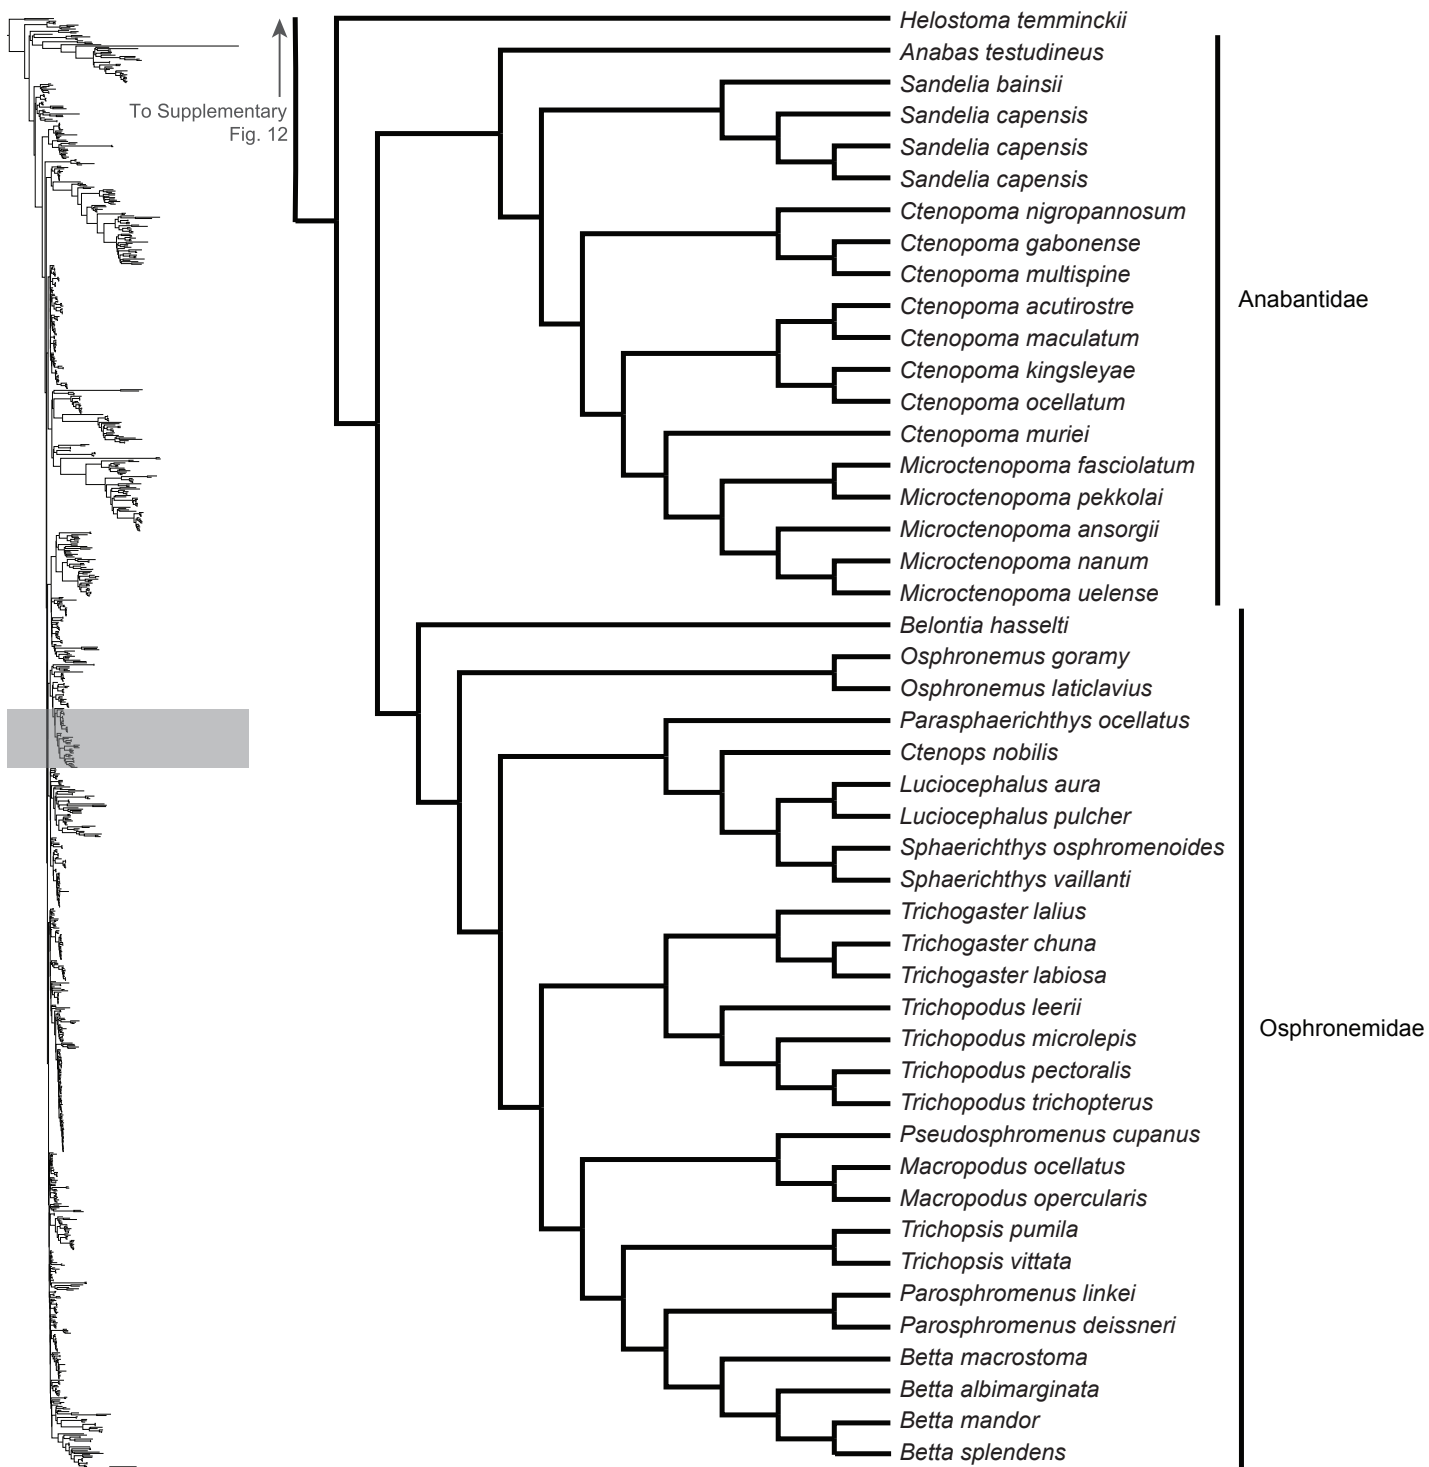 To Supplementary
Fig. 12
Helostoma temminckii
Anabas testudineus
Sandelia bainsii
Sandelia capensis
Sandelia capensis
Sandelia capensis
Ctenopoma nigropannosum
Ctenopoma gabonense
Ctenopoma multispine
Ctenopoma acutirostre
Ctenopoma maculatum
Ctenopoma kingsleyae
Ctenopoma ocellatum
Ctenopoma muriei
Microctenopoma fasciolatum
Microctenopoma pekkolai
Microctenopoma ansorgii
Microctenopoma nanum
Microctenopoma uelense
Anabantidae
Belontia hasselti
Osphronemus goramy
Osphronemus laticlavius
Parasphaerichthys ocellatus
Ctenops nobilis
Luciocephalus aura
Luciocephalus pulcher
Sphaerichthys osphromenoides
Sphaerichthys vaillanti
Trichogaster lalius
Trichogaster chuna
Trichogaster labiosa
Trichopodus leerii
Trichopodus microlepis
Trichopodus pectoralis
Trichopodus trichopterus
Pseudosphromenus cupanus
Macropodus ocellatus
Macropodus opercularis
Trichopsis pumila
Trichopsis vittata
Parosphromenus linkei
Parosphromenus deissneri
Betta macrostoma
Betta albimarginata
Betta mandor
Betta splendens
Osphronemidae